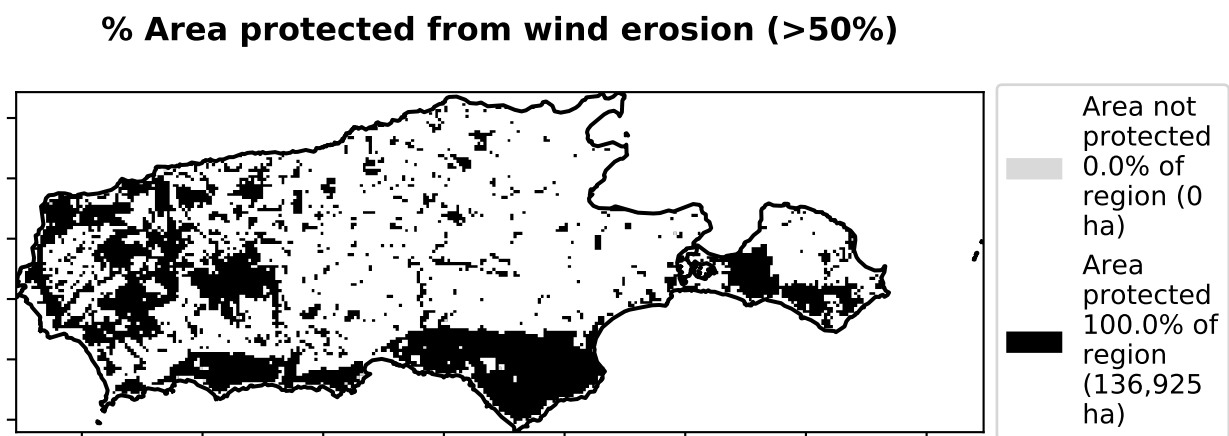 % Area protected from wind erosion (>50%)
Area not
protected
0.0% of
region (0
ha)
Area
protected
100.0% of
region
(136,925
ha)